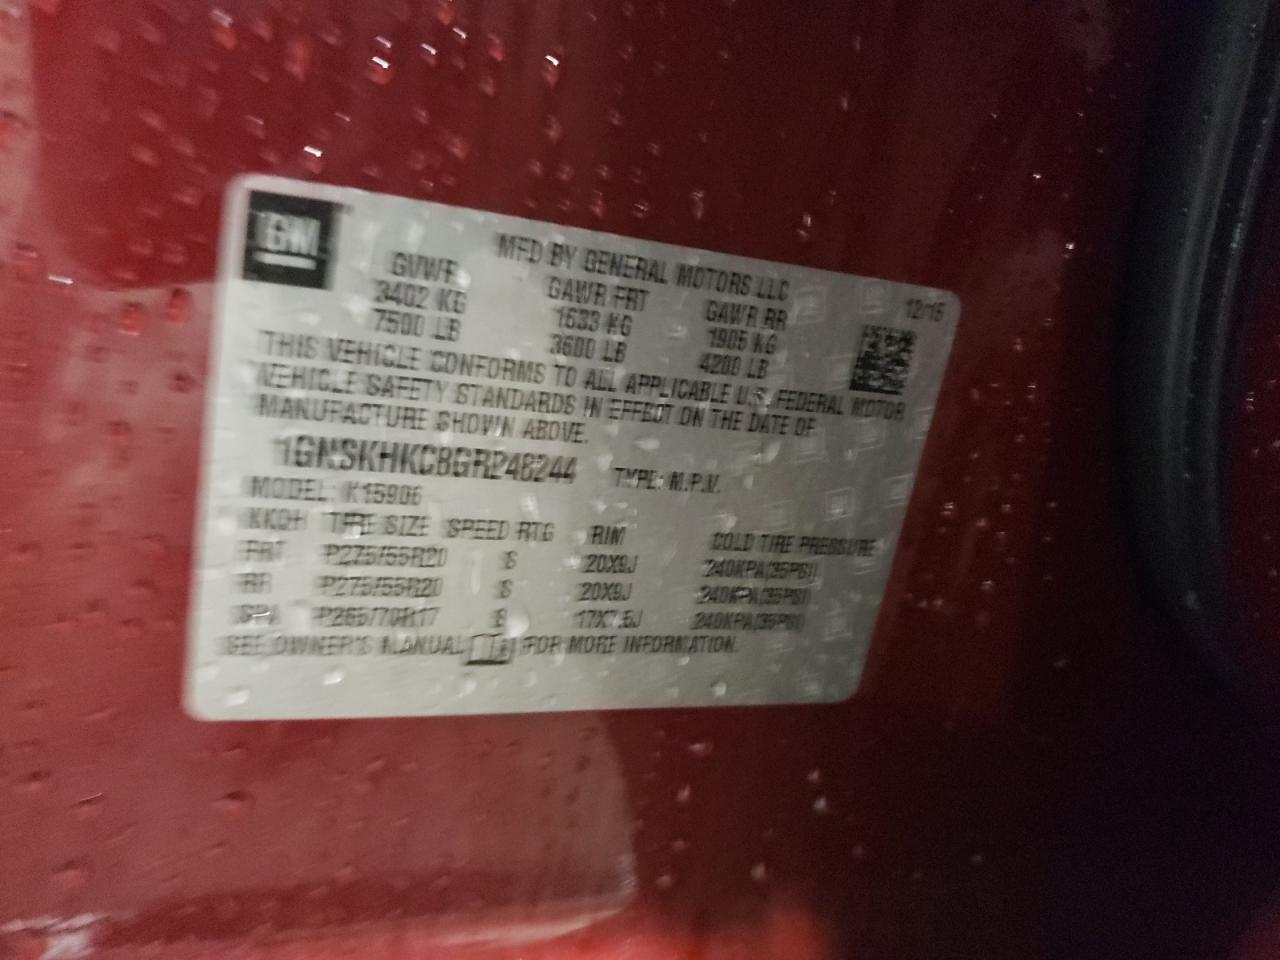 GM
MFD BY GENERAL MOTORS LLC
12/15
GVWR GAWR FRT GAWR RR
3402 KG 1633 KG 1905 KG
7500 LB 3600 LB 4200 LB
THIS VEHICLE CONFORMS TO ALL APPLICABLE U.S. FEDERAL MOTOR
VEHICLE SAFETY STANDARDS IN EFFECT ON THE DATE OF
MANUFACTURE SHOWN ABOVE.
1GNSKHKC8GR248244 TYPE: M.P.V.
MODEL: K15906
TIRE SIZE SPEED RTG RIM COLD TIRE PRESSURE
FRT P275/55R20 S 20X9J 240KPA(35PSI)
RR P275/55R20 S 20X9J 240KPA(35PSI)
SPA P265/70R17 S 17X7.5J 240KPA(35PSI)
SEE OWNER'S MANUAL FOR MORE INFORMATION.